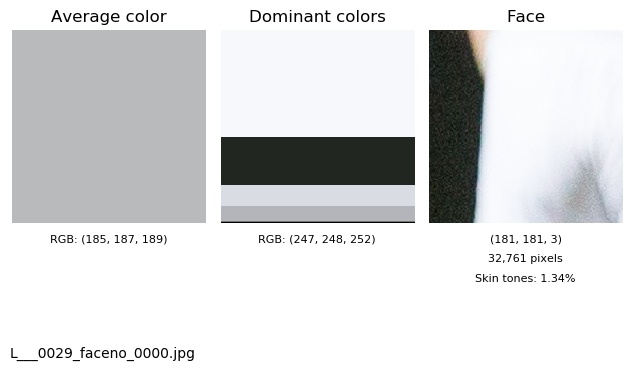 Average color
Dominant colors
Face
RGB: (185, 187, 189)
RGB: (247, 248, 252)
(181, 181, 3)
32,761 pixels
Skin tones: 1.34%
L___0029_faceno_0000.jpg